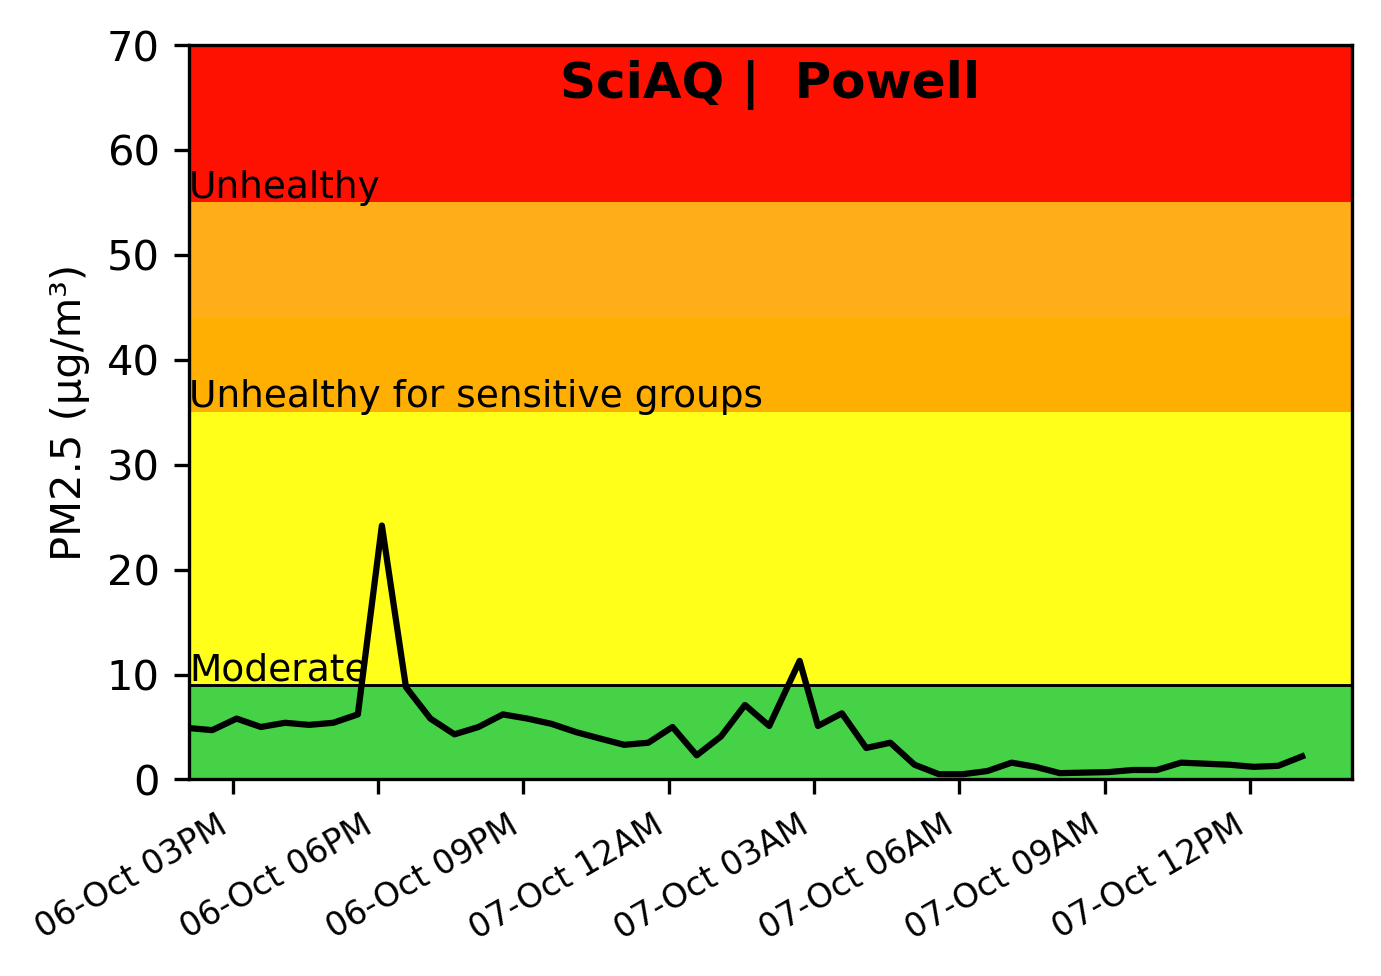 SciAQ |  Powell
70
60
50
40
30
20
10
0
PM2.5 (µg/m³)
Unhealthy
Unhealthy for sensitive groups
Moderate
06-Oct 03PM
06-Oct 06PM
06-Oct 09PM
07-Oct 12AM
07-Oct 03AM
07-Oct 06AM
07-Oct 09AM
07-Oct 12PM